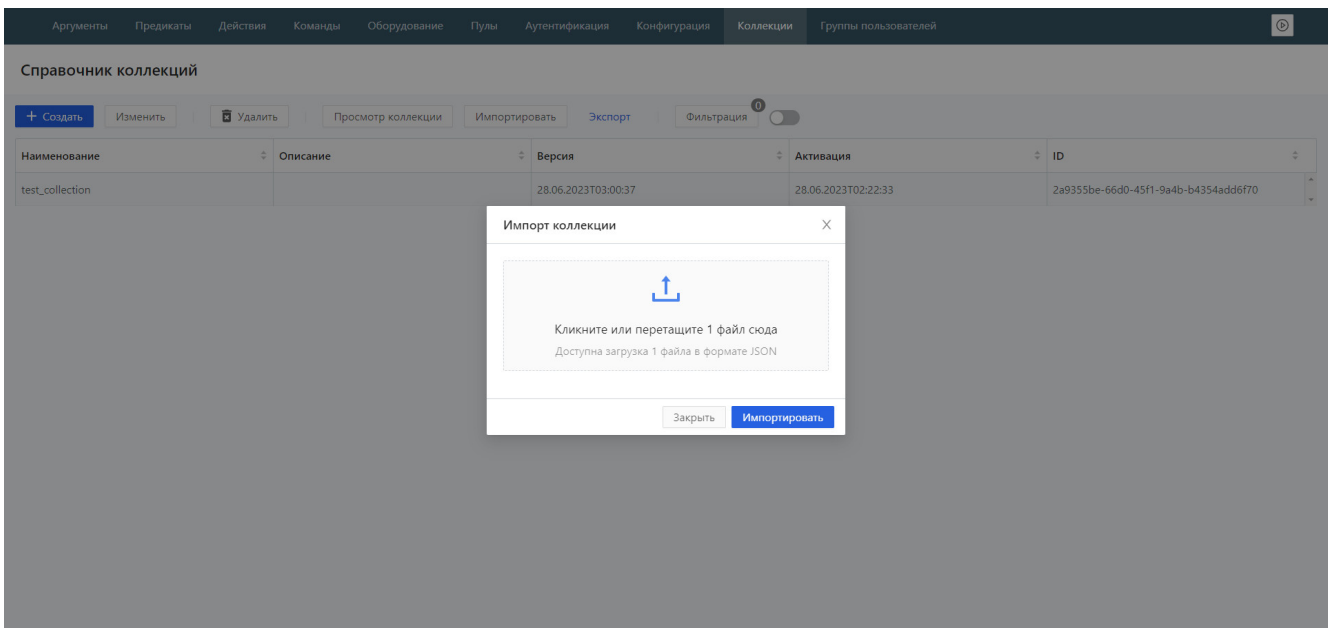 Аргументы Предикаты Действия Команды Оборудование Пулы Аутентификация Конфигурация Коллекции Группы пользователей
Справочник коллекций
+ Создать Изменить Удалить Просмотр коллекции Импортировать Экспорт Фильтрация 0
Наименование Описание Версия Активация ID
test_collection 28.06.2023T03:00:37 28.06.2023T02:22:33 2a9355be-66d0-45f1-9a4b-b4354add6f70
Импорт коллекции
Кликните или перетащите 1 файл сюда
Доступна загрузка 1 файла в формате JSON
Закрыть Импортировать